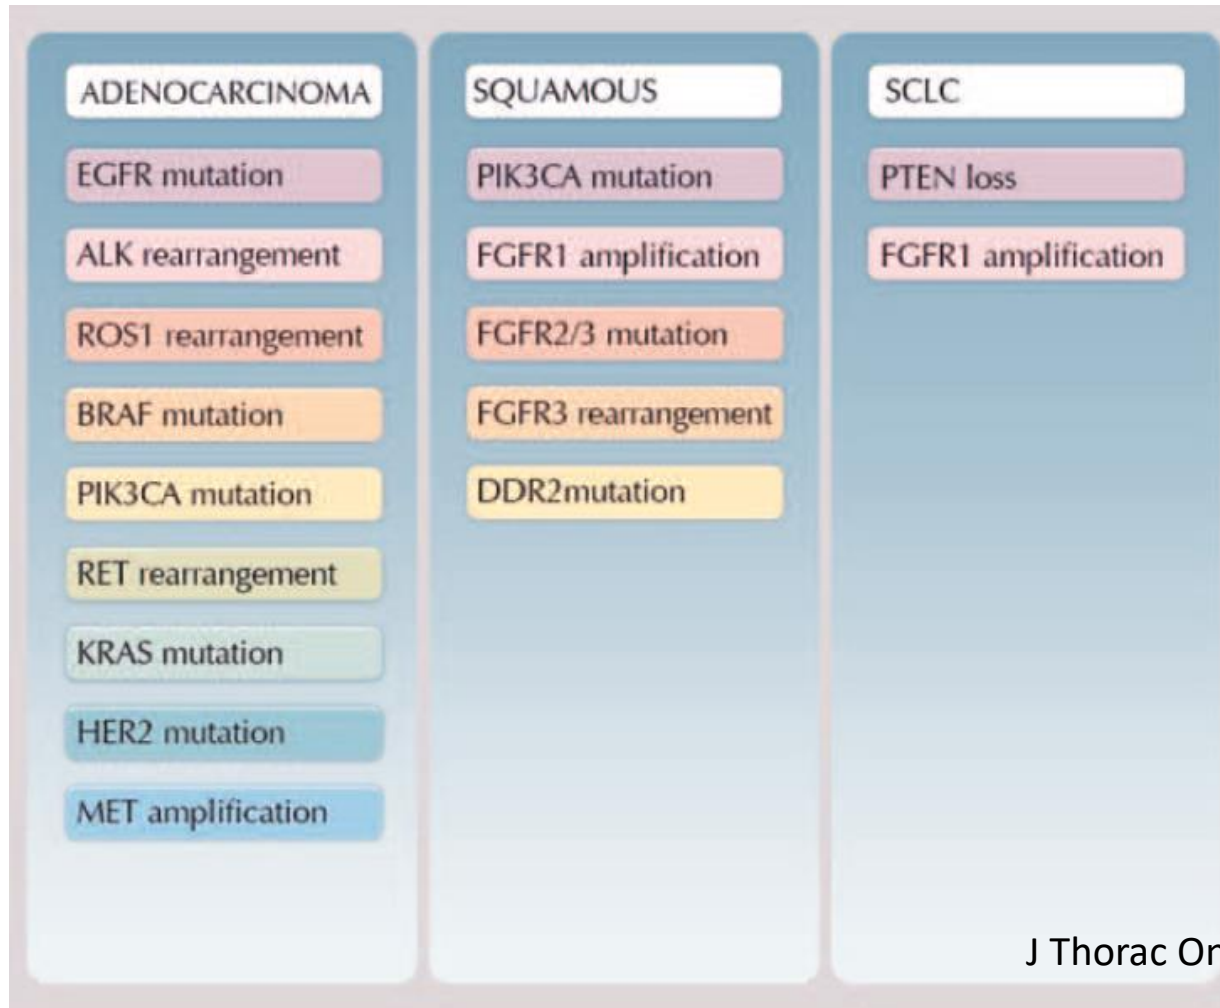 ADENOCARCINOMA
EGFR mutation
ALK rearrangement
ROS1 rearrangement
BRAF mutation
PIK3CA mutation
RET rearrangement
KRAS mutation
HER2 mutation
MET amplification
SQUAMOUS
PIK3CA mutation
FGFR1 amplification
FGFR2/3 mutation
FGFR3 rearrangement
DDR2mutation
SCLC
PTEN loss
FGFR1 amplification
J Thorac